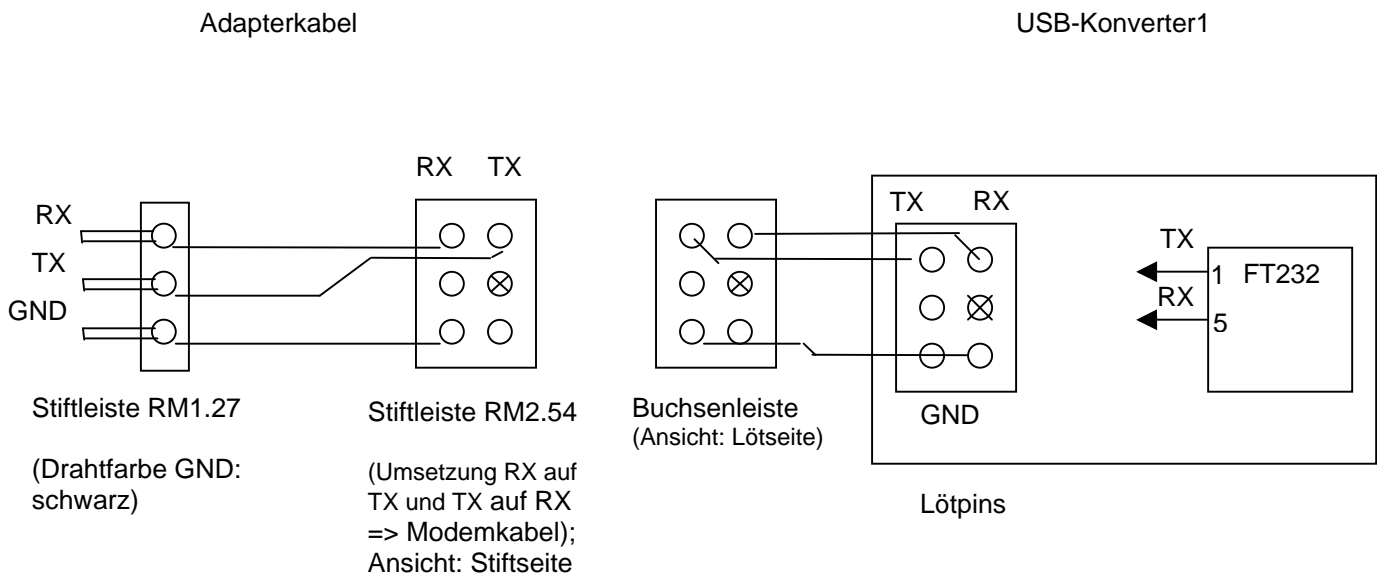 Adapterkabel
USB-Konverter1
RX TX
RX
TX
GND
TX RX
TX
1 FT232
RX
5
GND
Stiftleiste RM1.27
(Drahtfarbe GND:
schwarz)
Stiftleiste RM2.54
(Umsetzung RX auf
TX und TX auf RX
=> Modemkabel);
Ansicht: Stiftseite
Buchsenleiste
(Ansicht: Lötseite)
Lötpins